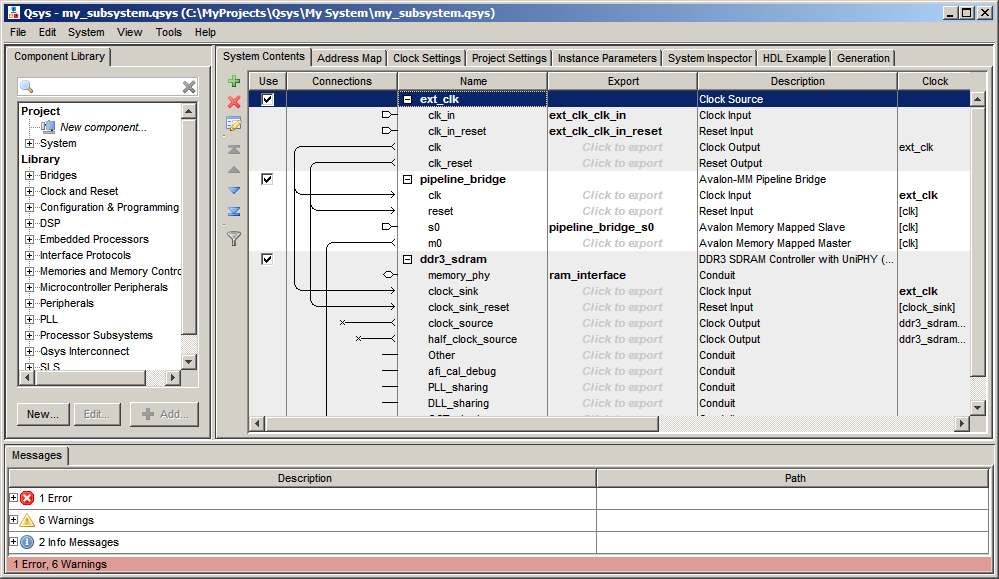 Qsys - my_subsystem.qsys (C:\MyProjects\Qsys\My System\my_subsystem.qsys)
File Edit System View Tools Help
Component Library
Project
New component...
System
Library
Bridges
Clock and Reset
Configuration & Programming
DSP
Embedded Processors
Interface Protocols
Memories and Memory Contro
Microcontroller Peripherals
Peripherals
PLL
Processor Subsystems
Qsys Interconnect
SLS
New... Edit... Add...
System Contents Address Map Clock Settings Project Settings Instance Parameters System Inspector HDL Example Generation
Use Connections Name Export Description Clock
ext_clk Clock Source
clk_in ext_clk_clk_in Clock Input
clk_in_reset ext_clk_clk_in_reset Reset Input
clk Click to export Clock Output ext_clk
clk_reset Click to export Reset Output
pipeline_bridge Avalon-MM Pipeline Bridge
clk Click to export Clock Input ext_clk
reset Click to export Reset Input [clk]
s0 pipeline_bridge_s0 Avalon Memory Mapped Slave [clk]
m0 Click to export Avalon Memory Mapped Master [clk]
ddr3_sdram DDR3 SDRAM Controller with UniPHY (...
memory_phy ram_interface Conduit
clock_sink Click to export Clock Input ext_clk
clock_sink_reset Click to export Reset Input [clock_sink]
clock_source Click to export Clock Output ddr3_sdram...
half_clock_source Click to export Clock Output ddr3_sdram...
Other Click to export Conduit
afi_cal_debug Click to export Conduit
PLL_sharing Click to export Conduit
DLL_sharing Click to export Conduit
Messages
Description Path
1 Error
6 Warnings
2 Info Messages
1 Error, 6 Warnings